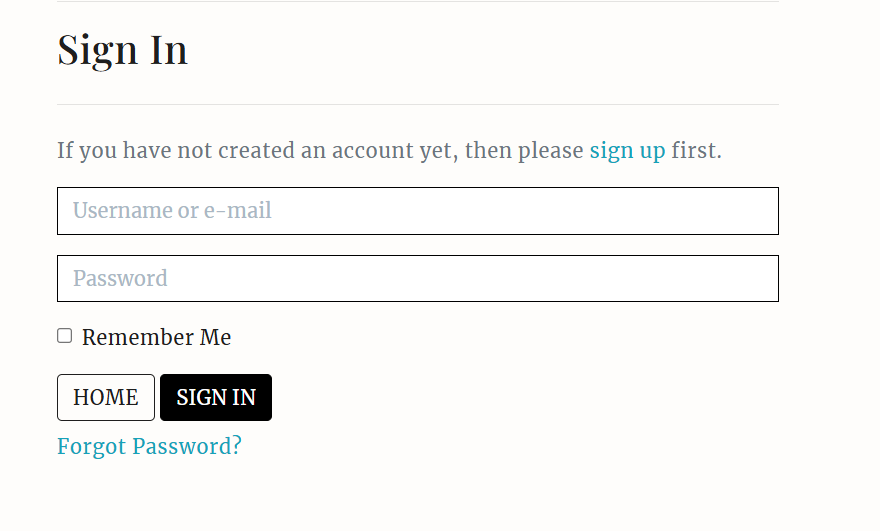 Sign In
If you have not created an account yet, then please sign up first.
Username or e-mail
Password
Remember Me
HOME SIGN IN
Forgot Password?